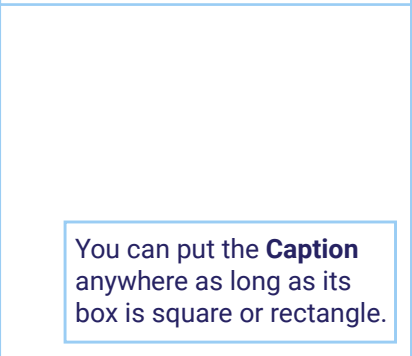 You can put the Caption
anywhere as long as its
box is square or rectangle.